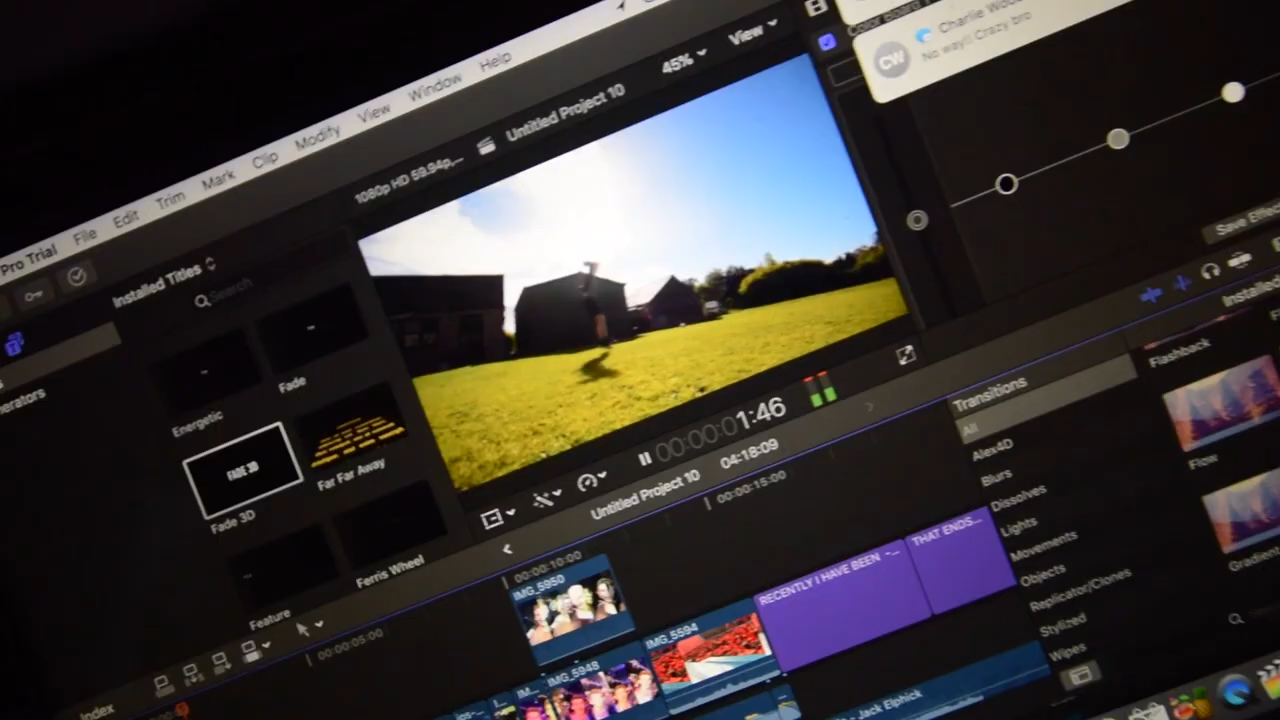 Pro Trial File Edit Trim Mark Clip Modify View Window Help
Charlie
No way!! Crazy bro
CW
Color Board
45%
View
Untitled Project 10
1080p HD 59.94p,...
Installed Titles
Search
Energetic
Fade
FADE 3D
Fade 3D
Far Far Away
Feature
Ferris Wheel
Save
00:00:01:46
Untitled Project 10
04:18:09
00:00:05:00
00:00:10:00
00:00:15:00
IMG_5950
IMG_5594
IMG_5948
RECENTLY I HAVE BEEN -...
THAT ENDS...
Jack Elphick
Index
Transitions
All
Alex4D
Blurs
Dissolves
Lights
Movements
Objects
Replicator/Clones
Stylized
Wipes
Installed
Flashback
Flow